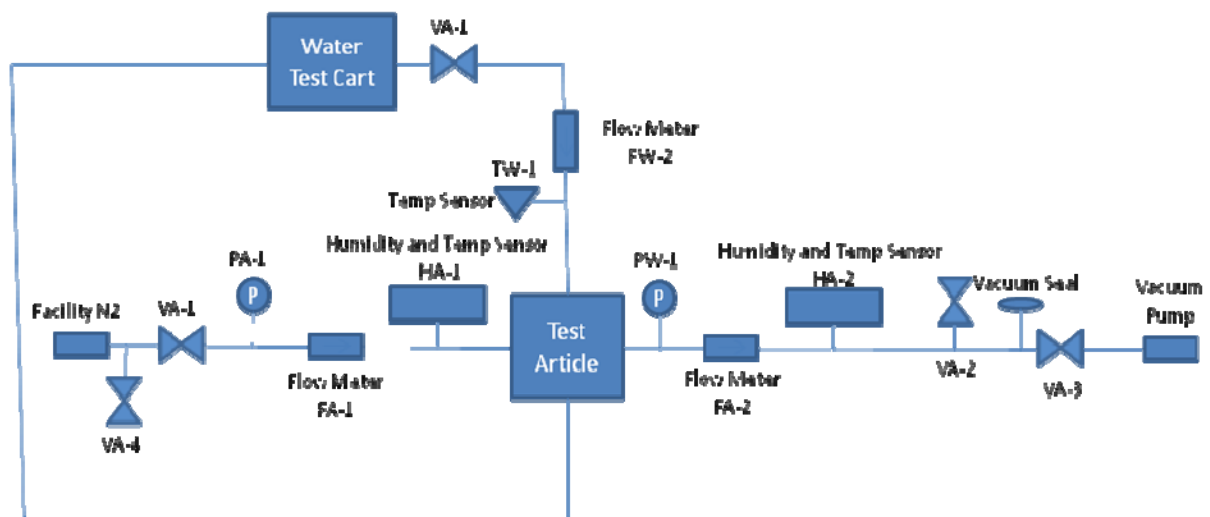 VA-1
Water
Test Cart
Flow Meter
FW-2
TW-1
Temp Sensor
Humidity and Temp Sensor
HA-1
PA-1
P
Facility N2
VA-1
Flow Meter
FA-1
VA-4
Test
Article
PW-1
P
Flow Meter
FA-2
Humidity and Temp Sensor
HA-2
Vacuum Seal
VA-2
VA-3
Vacuum
Pump